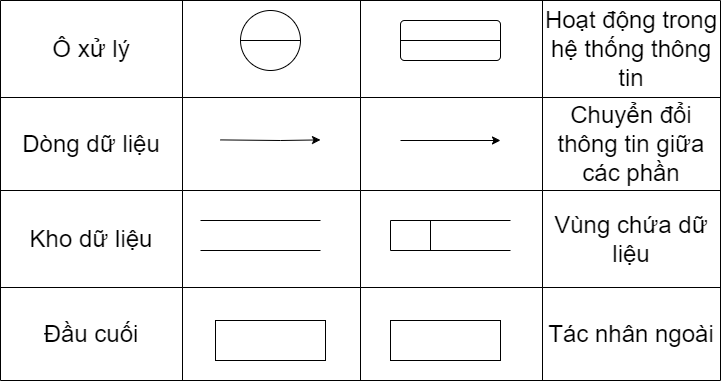 Ô xử lý
Hoạt động trong
hệ thống thông
tin
Dòng dữ liệu
Chuyển đổi
thông tin giữa
các phần
Kho dữ liệu
Vùng chứa dữ
liệu
Đầu cuối
Tác nhân ngoài